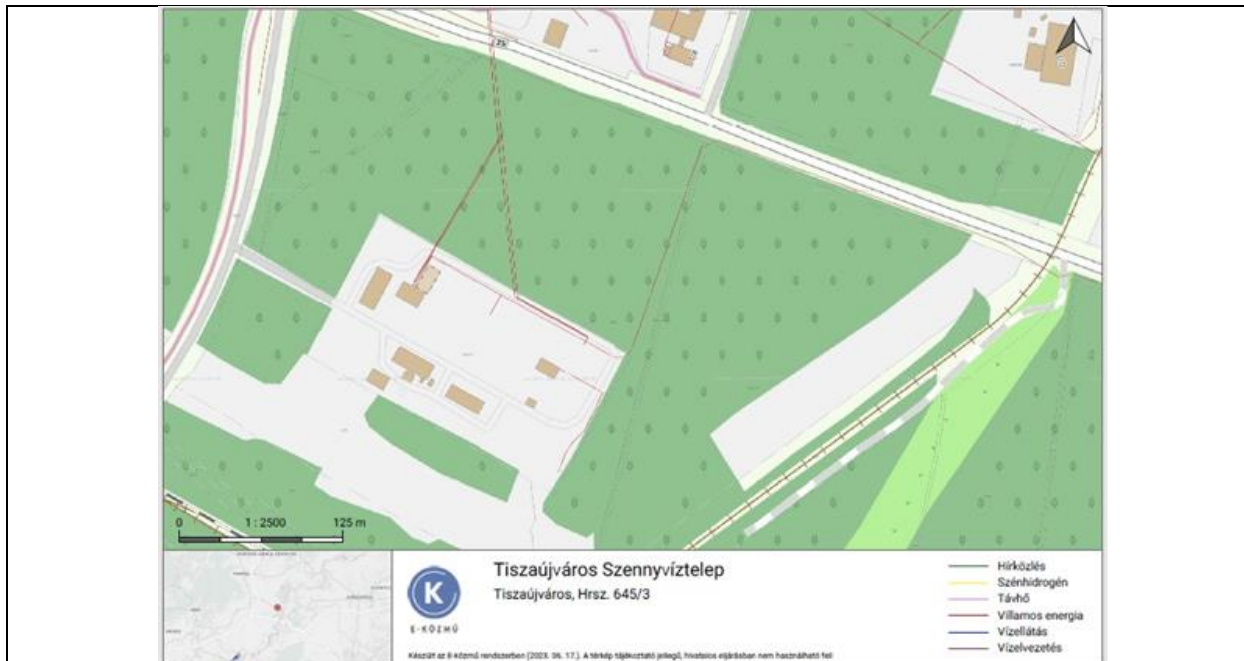 35
0
1 : 2500
125 m
K
E-KÖZMŰ
Tiszaújváros Szennyvíztelep
Tiszaújváros, Hrsz. 645/3
Készült az E-közmű rendszerben (2023. 06. 17.). A térkép tájékoztató jellegű, hivatalos eljárásban nem használható fel!
Hírközlés
Szénhidrogén
Távhő
Villamos energia
Vízellátás
Vízelvezetés